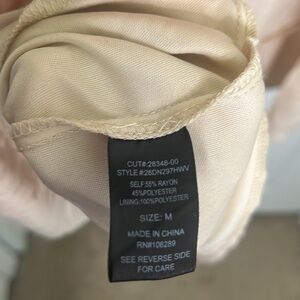 CUT#:28348-00
STYLE #:26DN297HWV
SELF:55% RAYON
45%POLYESTER
LINING:100%POLYESTER
SIZE: M
MADE IN CHINA
RN#106289
SEE REVERSE SIDE
FOR CARE